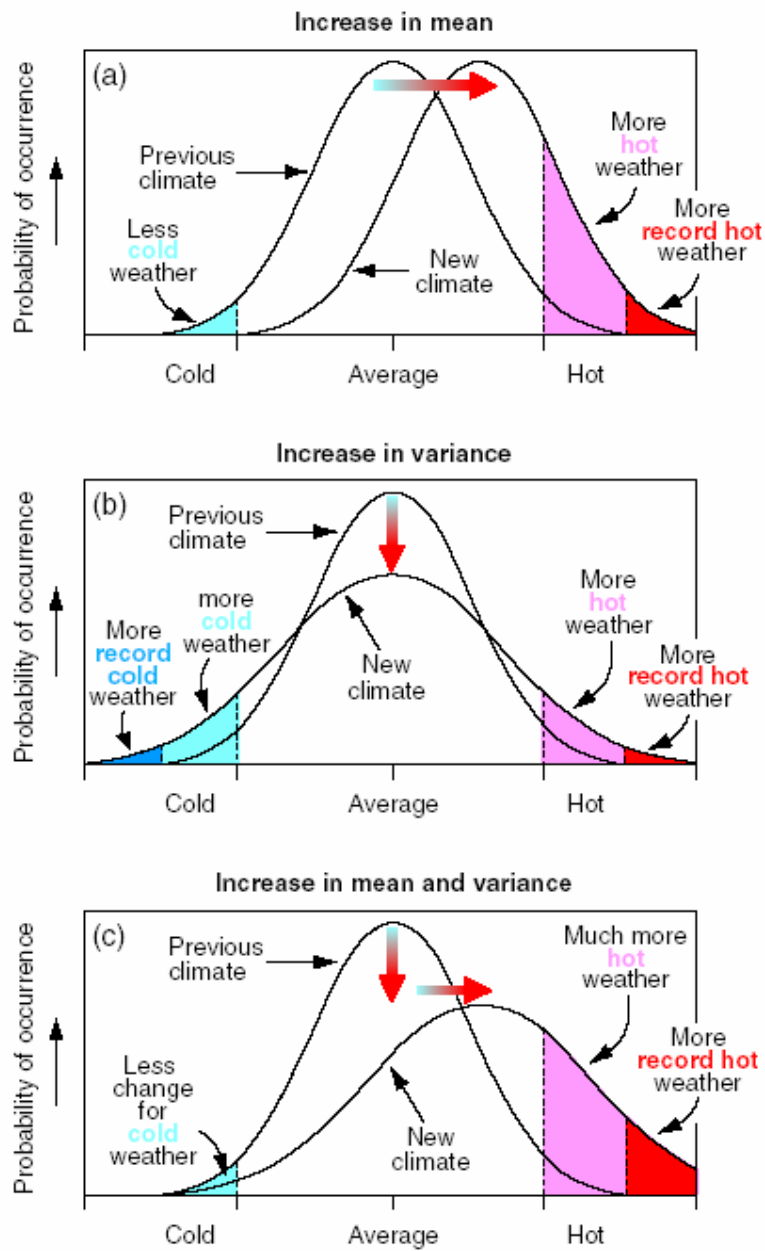 Increase in mean
(a)
Probability of occurrence
Previous
climate
Less
cold
weather
New
climate
More
hot
weather
More
record hot
weather
Cold
Average
Hot
Increase in variance
(b)
Probability of occurrence
Previous
climate
more
cold
weather
More
record
cold
weather
New
climate
More
hot
weather
More
record hot
weather
Cold
Average
Hot
Increase in mean and variance
(c)
Probability of occurrence
Previous
climate
Less
change
for
cold
weather
New
climate
Much more
hot
weather
More
record hot
weather
Cold
Average
Hot